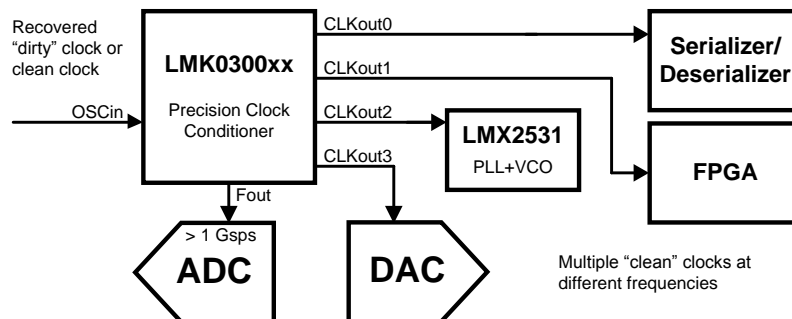 Recovered
“dirty” clock or
clean clock
OSCin
LMK0300xx
Precision Clock
Conditioner
CLKout0
CLKout1
CLKout2
CLKout3
Fout
Serializer/
Deserializer
LMX2531
PLL+VCO
FPGA
> 1 Gsps
ADC
DAC
Multiple “clean” clocks at
different frequencies